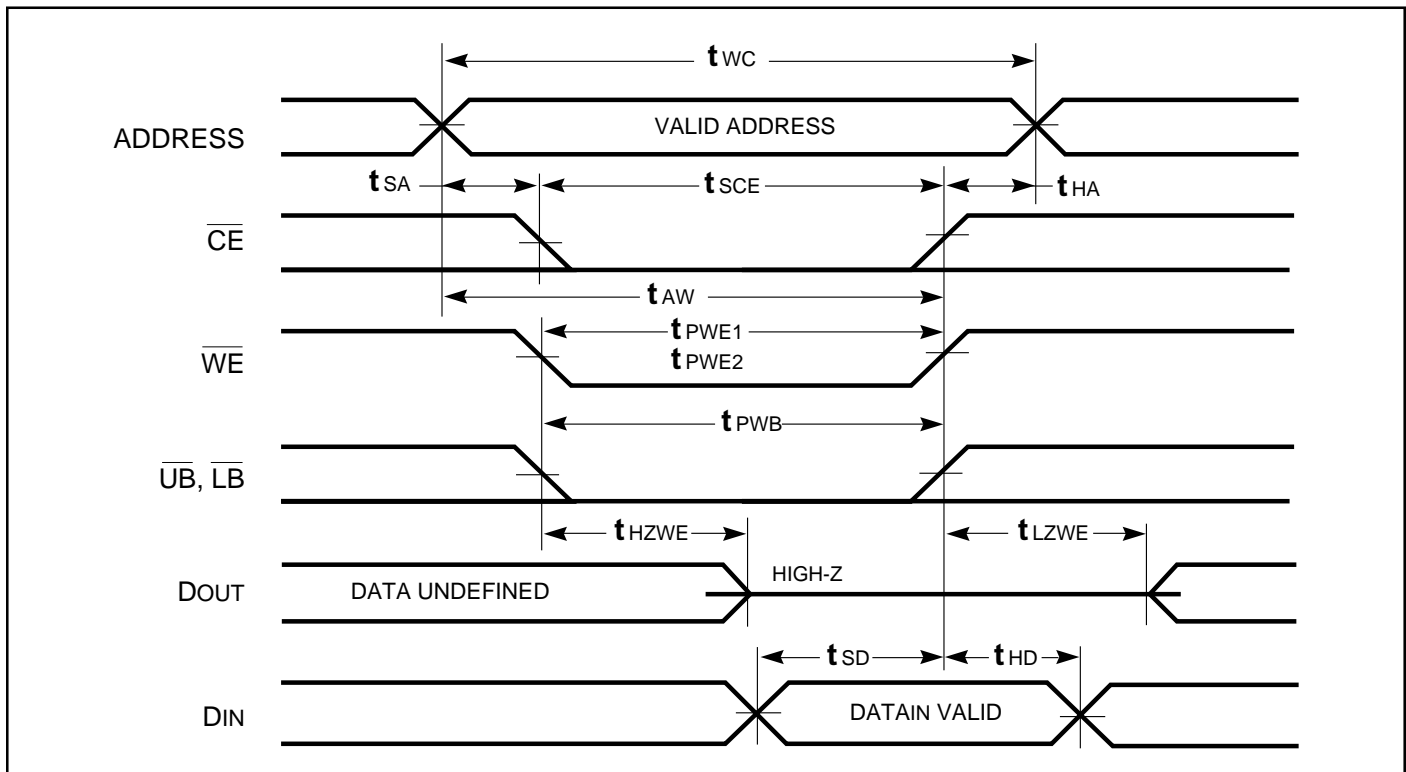 tWC
ADDRESS
VALID ADDRESS
tSA
tSCE
tHA
CE
tAW
WE
tPWE1
tPWE2
tPWB
UB, LB
tHZWE
tLZWE
DOUT
DATA UNDEFINED
HIGH-Z
tSD
tHD
DIN
DATAIN VALID